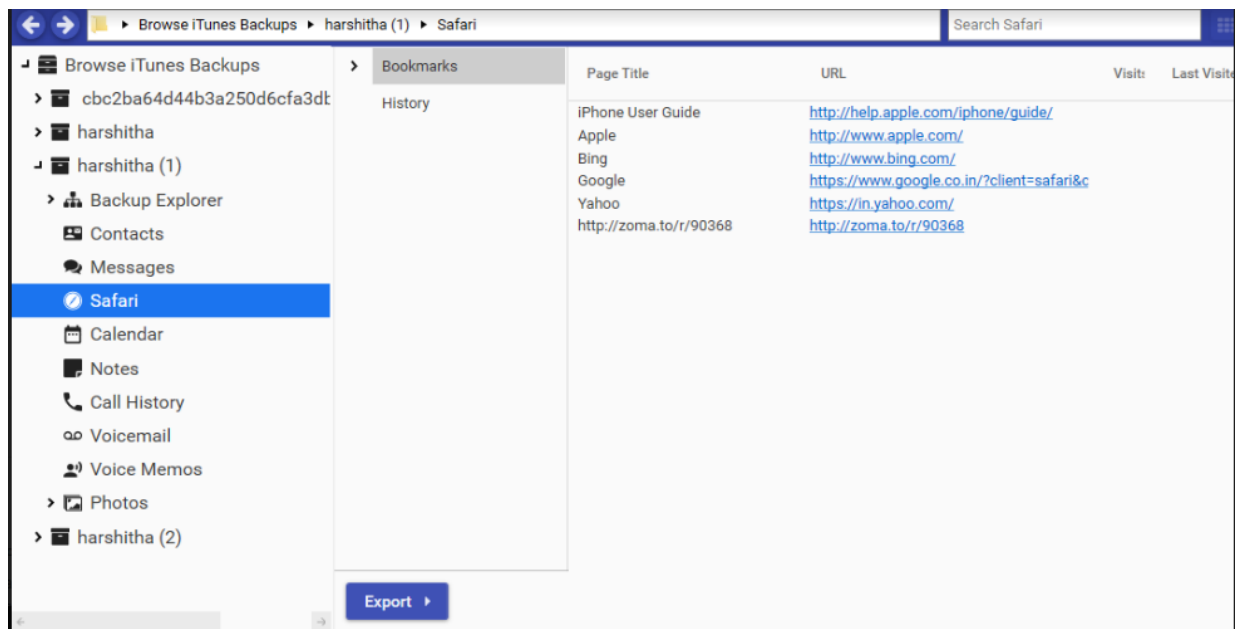 Browse iTunes Backups harshitha (1) Safari
Search Safari
Browse iTunes Backups
cbc2ba64d44b3a250d6cfa3db
harshitha
harshitha (1)
Backup Explorer
Contacts
Messages
Safari
Calendar
Notes
Call History
Voicemail
Voice Memos
Photos
harshitha (2)
Bookmarks
History
Export
Page Title URL Visits Last Visite
iPhone User Guide http://help.apple.com/iphone/guide/
Apple http://www.apple.com/
Bing http://www.bing.com/
Google https://www.google.co.in/?client=safari&c
Yahoo https://in.yahoo.com/
http://zoma.to/r/90368 http://zoma.to/r/90368